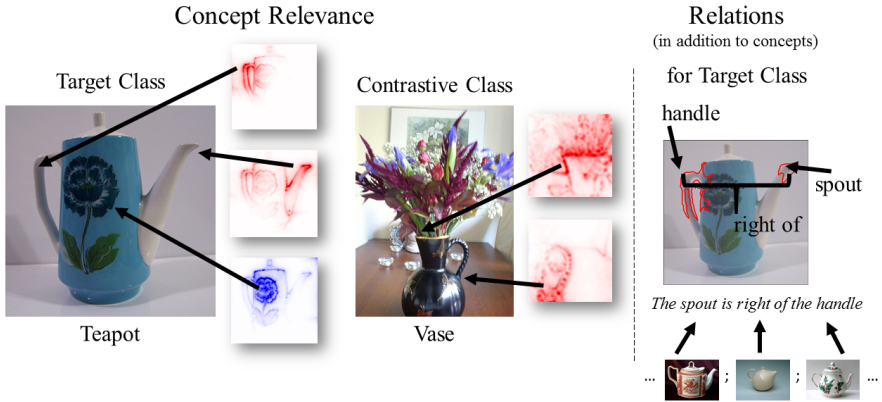 Concept Relevance
Relations
(in addition to concepts)
Target Class
Contrastive Class
for Target Class
handle
spout
right of
Teapot
Vase
The spout is right of the handle
... ; ; ...